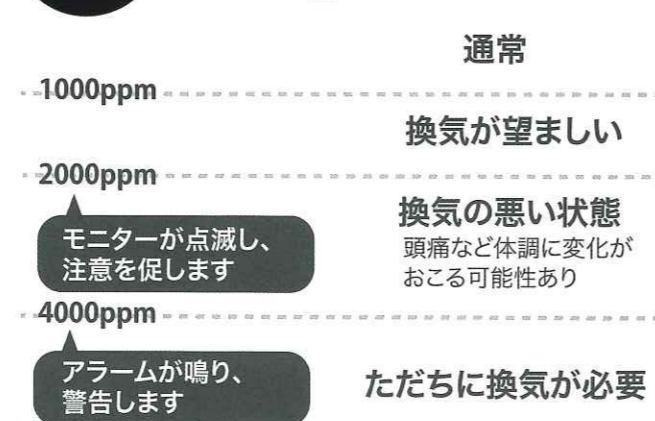 通常
1000ppm
換気が望ましい
2000ppm
モニターが点滅し、
注意を促します
換気の悪い状態
頭痛など体調に変化が
おこる可能性あり
4000ppm
アラームが鳴り、
警告します
ただちに換気が必要